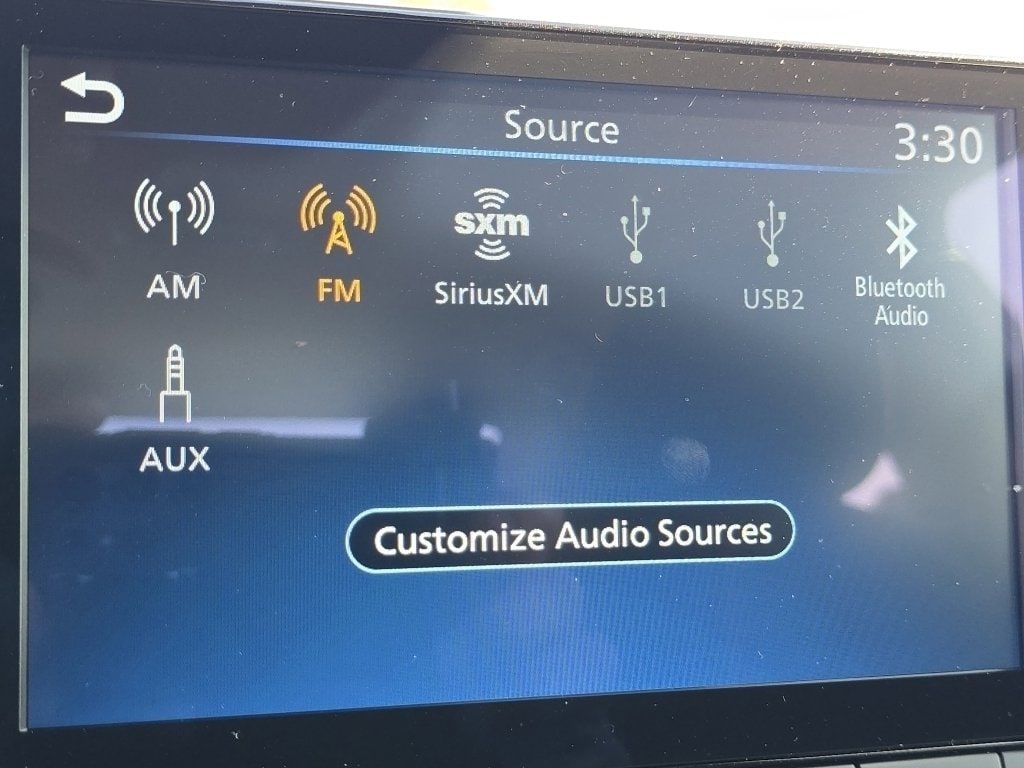 Source
3:30
AM
FM
sxm
SiriusXM
USB1
USB2
Bluetooth
Audio
AUX
Customize Audio Sources